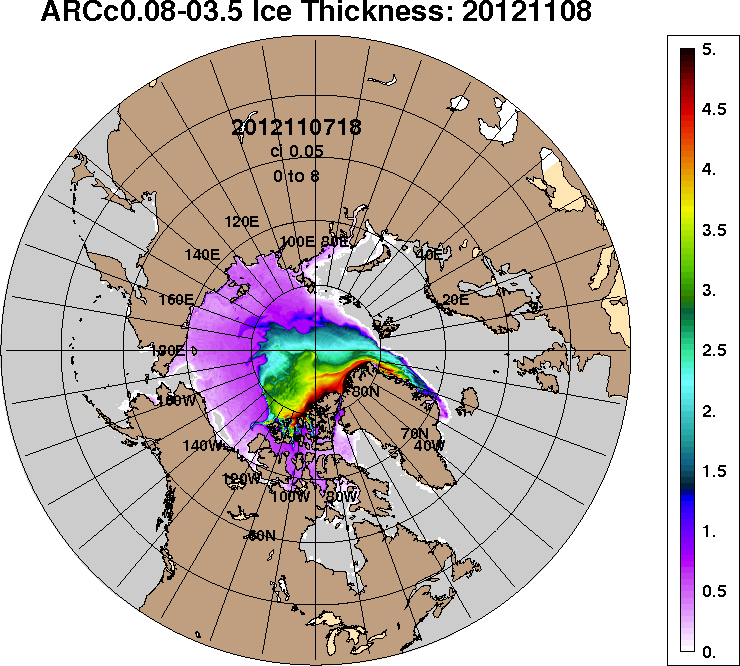 ARCc0.08-03.5 Ice Thickness: 20121108
2012110718
ci 0.05
0 to 8
120E
100E 80E
140E
40E
160E
20E
180E
160W
80N
70N
140W
40W
120W
100W
80W
60N
5.
4.5
4.
3.5
3.
2.5
2.
1.5
1.
0.5
0.